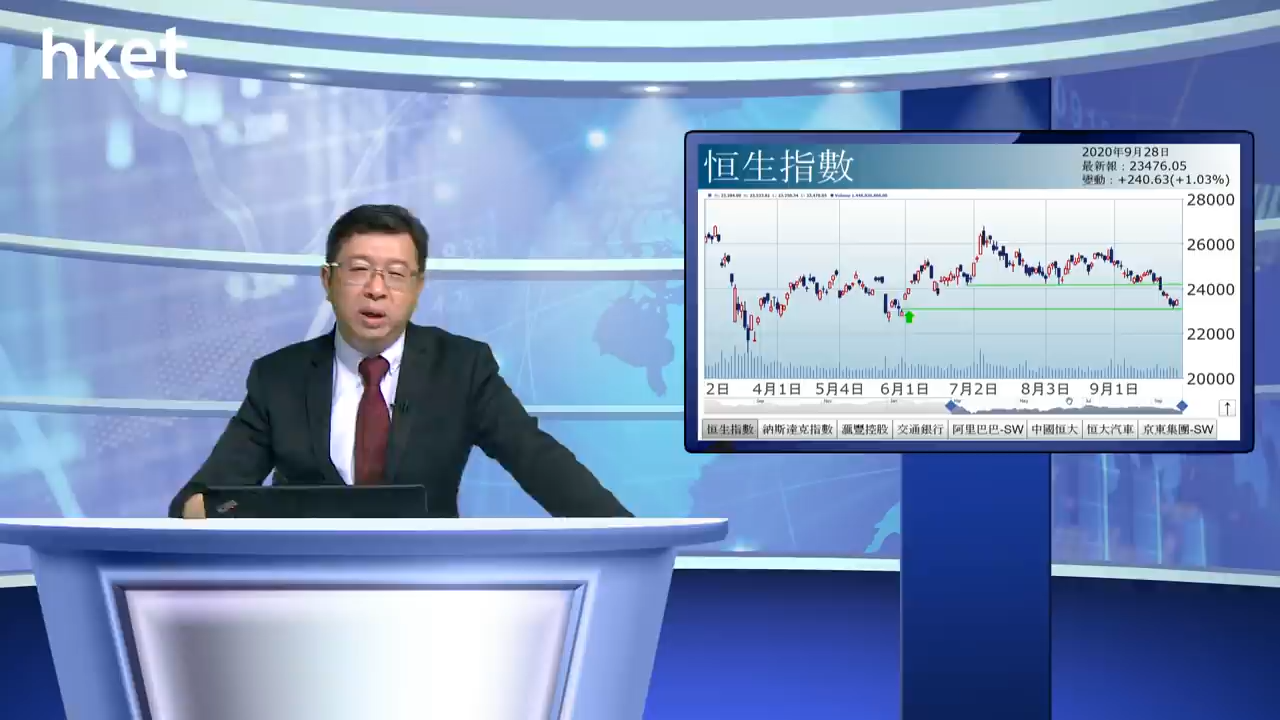 hket
恒生指數
2020年9月28日
最新報：23476.05
變動：+240.63(+1.03%)
28000
26000
24000
22000
20000
2日 4月1日 5月4日 6月1日 7月2日 8月3日 9月1日
恒生指數 納斯達克指數 滙豐控股 交通銀行 阿里巴巴-SW 中國恒大 恒大汽車 京東集團-SW